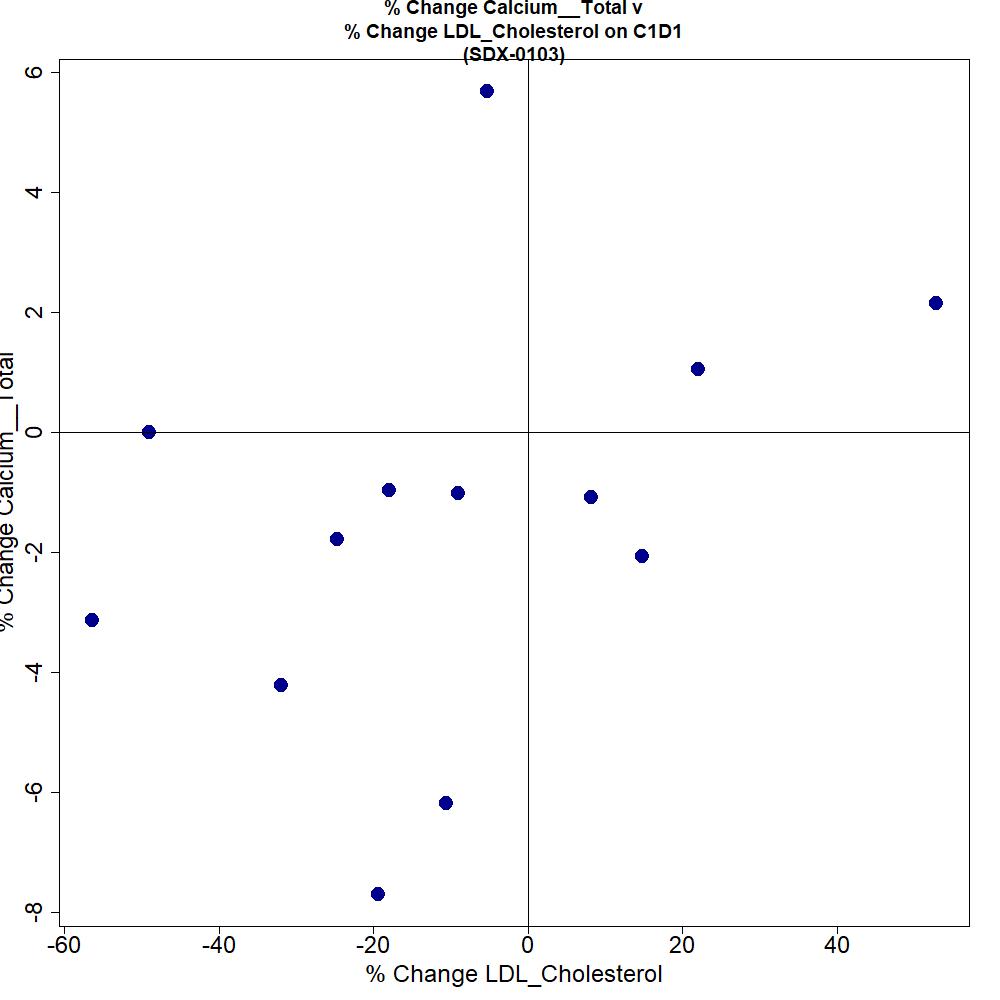 % Change Calcium__Total v
% Change LDL_Cholesterol on C1D1
(SDX-0103)
% Change Calcium__Total
6
4
2
0
-2
-4
-6
-8
-60
-40
-20
0
20
40
% Change LDL_Cholesterol